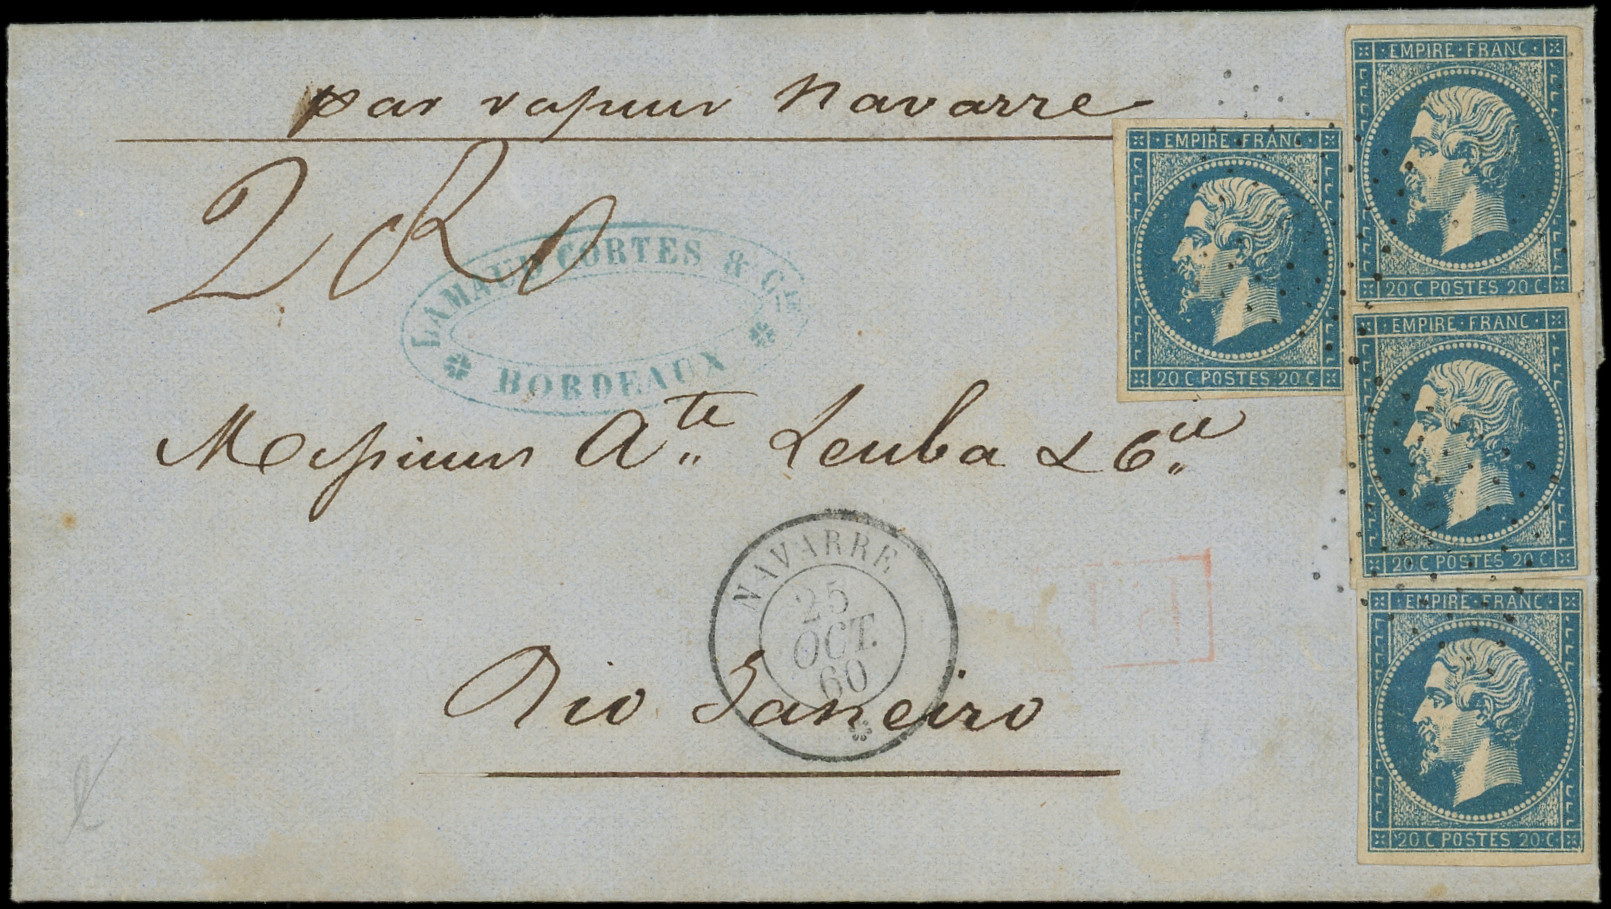 par vapeur Navarre
EMPIRE · FRANC ·
20 C POSTES 20 C ·
EMPIRE · FRANC ·
20 C POSTES 20 C ·
EMPIRE · FRANC ·
20 C POSTES 20 C ·
EMPIRE · FRANC ·
20 C POSTES 20 C ·
LAMAUD CORTES & Cie
BORDEAUX
Messieurs Ate Leuba & Cie
NAVARRE
25
OCT.
60
Rio Janeiro